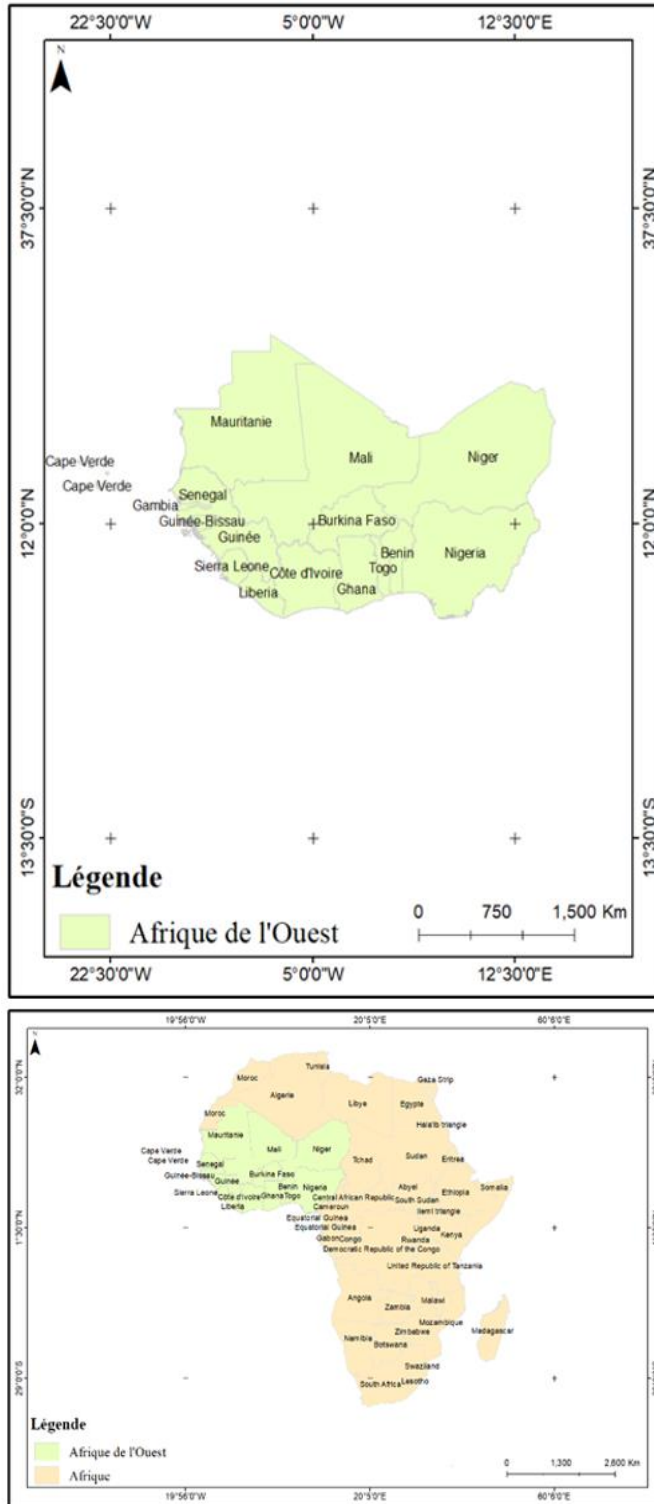 22°30'0"W 5°0'0"W 12°30'0"E
N
37°30'0"N 37°30'0"N
Mauritanie
Mali
Niger
Cape Verde
Cape Verde
Senegal
Gambia
Guinée-Bissau
Burkina Faso
12°0'0"N 12°0'0"N
Guinée
Benin
Nigeria
Sierra Leone
Côte d'Ivoire
Togo
Liberia
Ghana
13°30'0"S 13°30'0"S
Légende
0 750 1,500 Km
Afrique de l'Ouest
22°30'0"W 5°0'0"W 12°30'0"E
19°56'0"W 20°5'0"E 60°6'0"E
N
32°0'0"N
Tunisia
Moroc
Gaza Strip
Algerie
Libye
Egypte
Moroc
Hala'ib triangle
Mauritanie
Mali
Niger
Cape Verde
Cape Verde
Senegal
Tchad
Sudan
Eritrea
Guinée-Bissau
Burkina Faso
Guinée
Benin
Nigeria
Abyei
Somalia
Sierra Leone
Côte d'Ivoire
Ghana
Togo
Central African Republic
South Sudan
Ethiopia
Liberia
Cameroun
Ilemi triangle
Equatorial Guinea
Equatorial Guinea
Uganda
1°30'0"N
Gabon
Congo
Rwanda
Kenya
Democratic Republic of the Congo
United Republic of Tanzania
Angola
Zambia
Malawi
Mozambique
Madagascar
Namibie
Zimbabwe
Botswana
Swaziland
29°0'0"S
South Africa
Lesotho
Légende
Afrique de l'Ouest
0 1,300 2,600 Km
Afrique
19°56'0"W 20°5'0"E 60°6'0"E